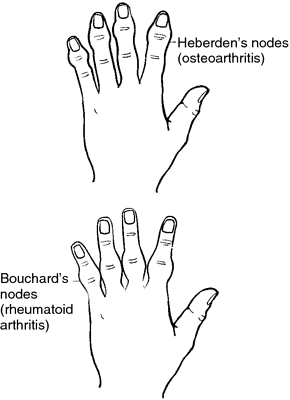 Heberden's nodes
(osteoarthritis)
Bouchard's
nodes
(rheumatoid
arthritis)